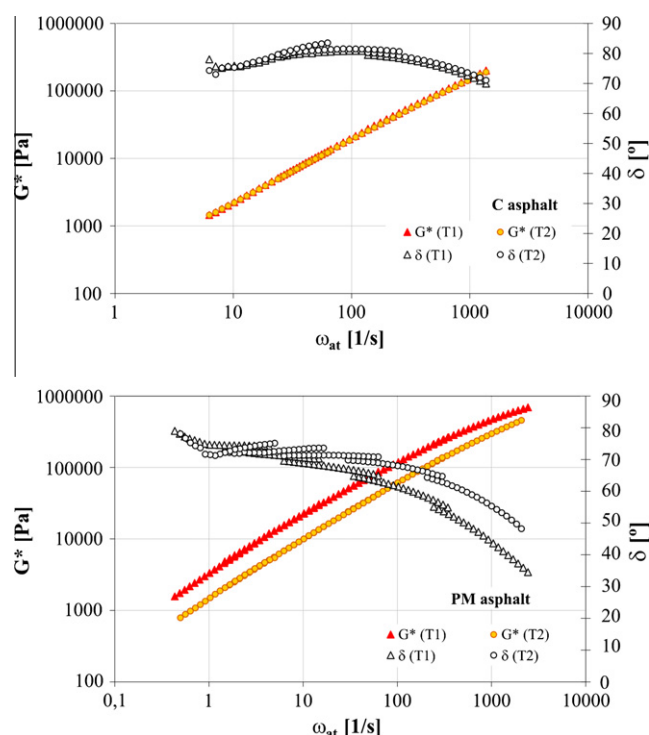 1000000
100000
10000
1000
100
G* [Pa]
90
80
70
60
50
40
30
20
10
0
δ [º]
C asphalt
G* (T1) G* (T2)
δ (T1) δ (T2)
1 10 100 1000 10000
ω_at [1/s]
1000000
100000
10000
1000
100
G* [Pa]
90
80
70
60
50
40
30
20
10
0
δ [º]
PM asphalt
G* (T1) G* (T2)
δ (T1) δ (T2)
0,1 1 10 100 1000 10000
ω_at [1/s]